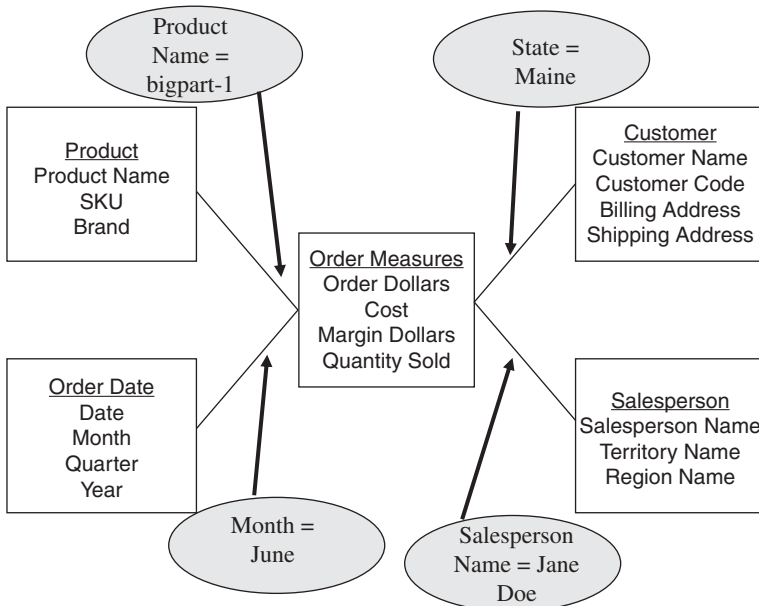 Product
Name =
bigpart-1
State =
Maine
Product
Product Name
SKU
Brand
Customer
Customer Name
Customer Code
Billing Address
Shipping Address
Order Measures
Order Dollars
Cost
Margin Dollars
Quantity Sold
Order Date
Date
Month
Quarter
Year
Salesperson
Salesperson Name
Territory Name
Region Name
Month =
June
Salesperson
Name = Jane
Doe